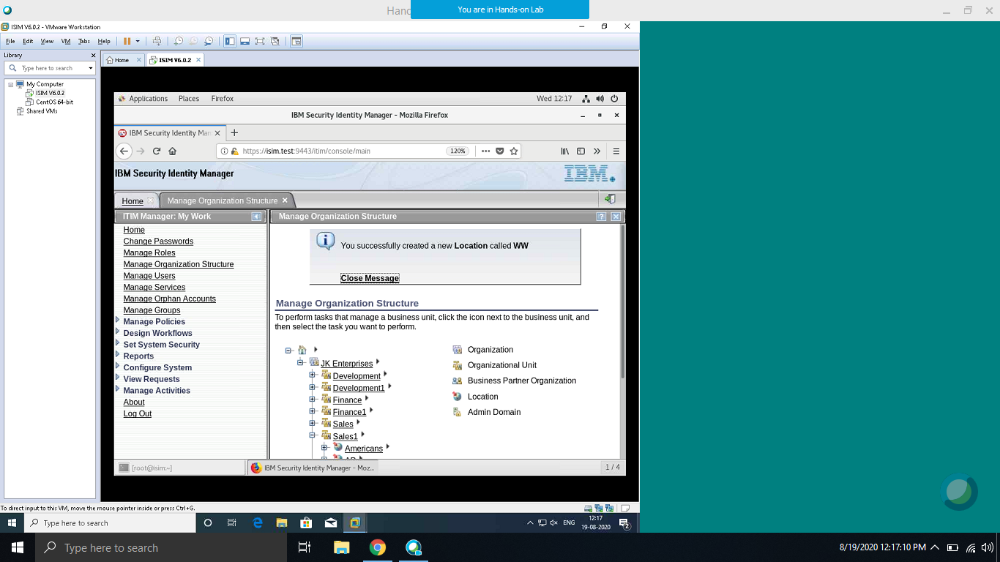 You are in Hands-on Lab
ISIM V6.0.2 - VMware Workstation
File Edit View VM Tabs Help
Library
Home
ISIM V6.0.2
Type here to search
My Computer
ISIM V6.0.2
CentOS 64-bit
Shared VMs
Applications Places Firefox
Wed 12:17
IBM Security Identity Manager - Mozilla Firefox
IBM Security Identity Man
https://isim.test:9443/itim/console/main
120%
IBM Security Identity Manager
IBM.
Home
Manage Organization Structure
ITIM Manager: My Work
Home
Change Passwords
Manage Roles
Manage Organization Structure
Manage Users
Manage Services
Manage Orphan Accounts
Manage Groups
Manage Policies
Design Workflows
Set System Security
Reports
Configure System
View Requests
Manage Activities
About
Log Out
Manage Organization Structure
You successfully created a new Location called WW
Close Message
Manage Organization Structure
To perform tasks that manage a business unit, click the icon next to the business unit, and
then select the task you want to perform.
JK Enterprises
Development
Development1
Finance
Finance1
Sales
Sales1
Americans
Organization
Organizational Unit
Business Partner Organization
Location
Admin Domain
[root@isim:~]
IBM Security Identity Manager - Moz...
1 / 4
To direct input to this VM, move the mouse pointer inside or press Ctrl+G.
Type here to search
ENG
12:17
19-08-2020
2
Type here to search
8/19/2020 12:17:10 PM